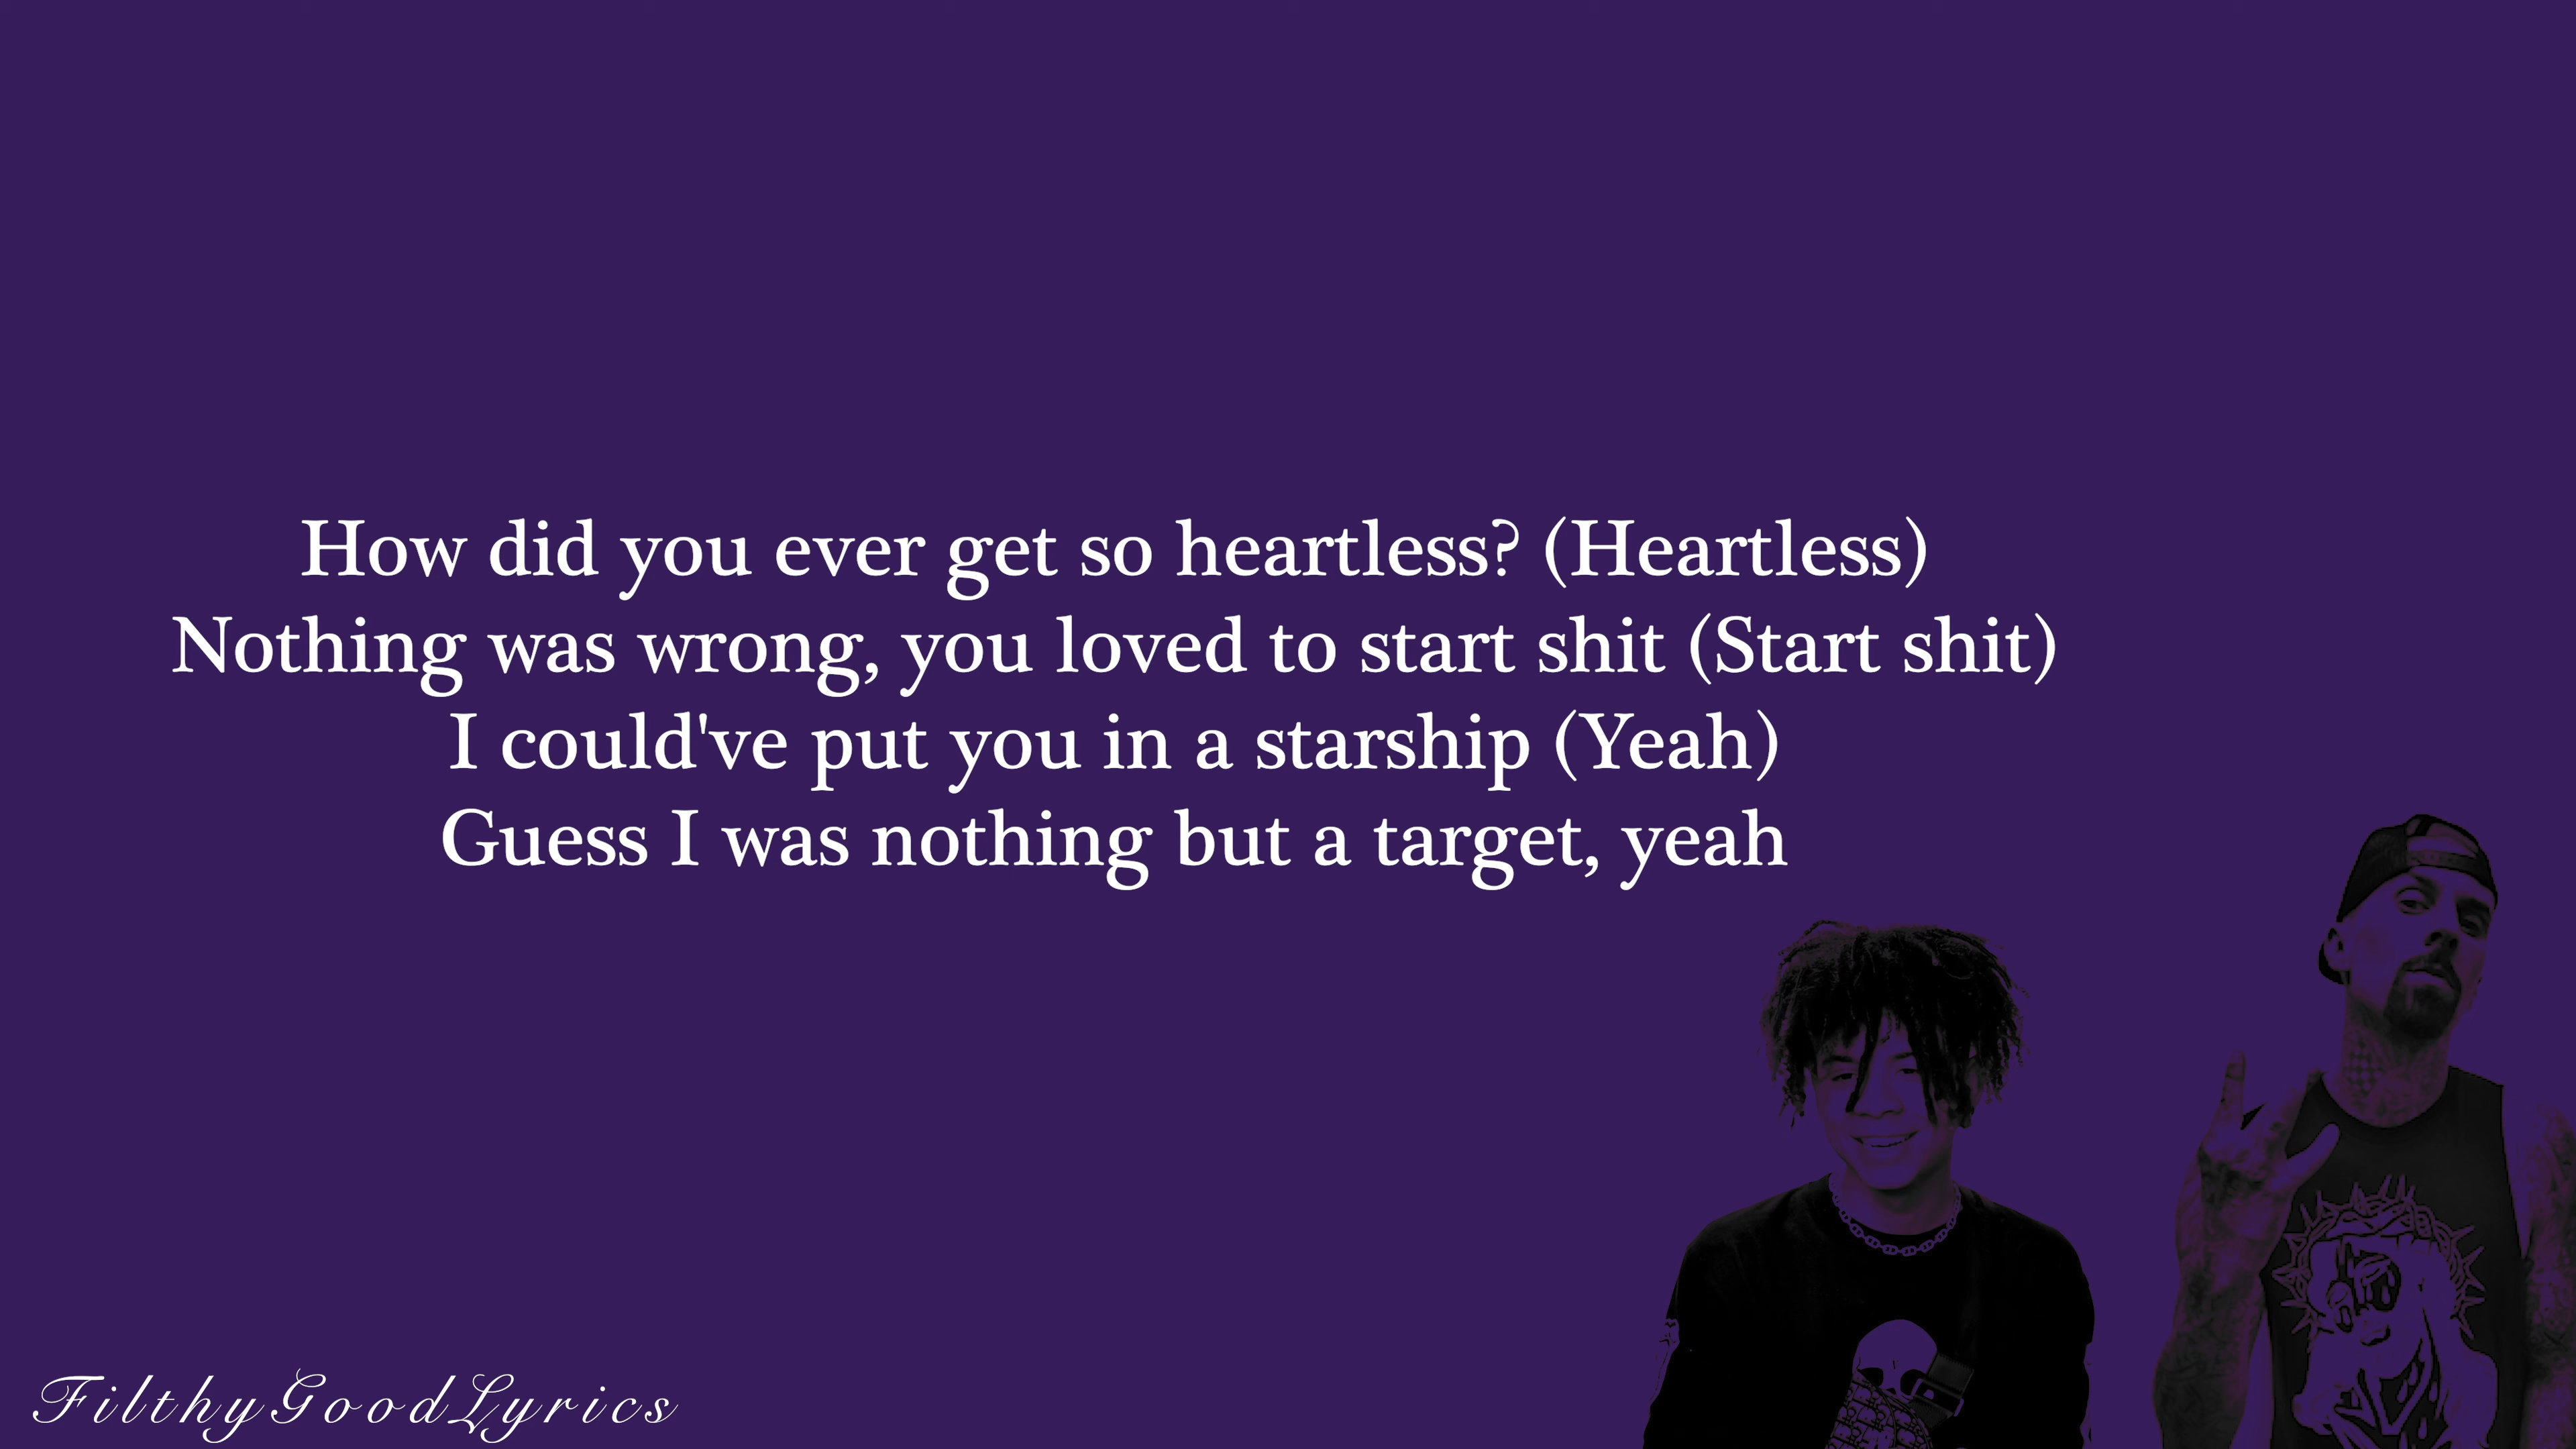 How did you ever get so heartless? (Heartless)
Nothing was wrong, you loved to start shit (Start shit)
I could've put you in a starship (Yeah)
Guess I was nothing but a target, yeah
FilthyGoodLyrics